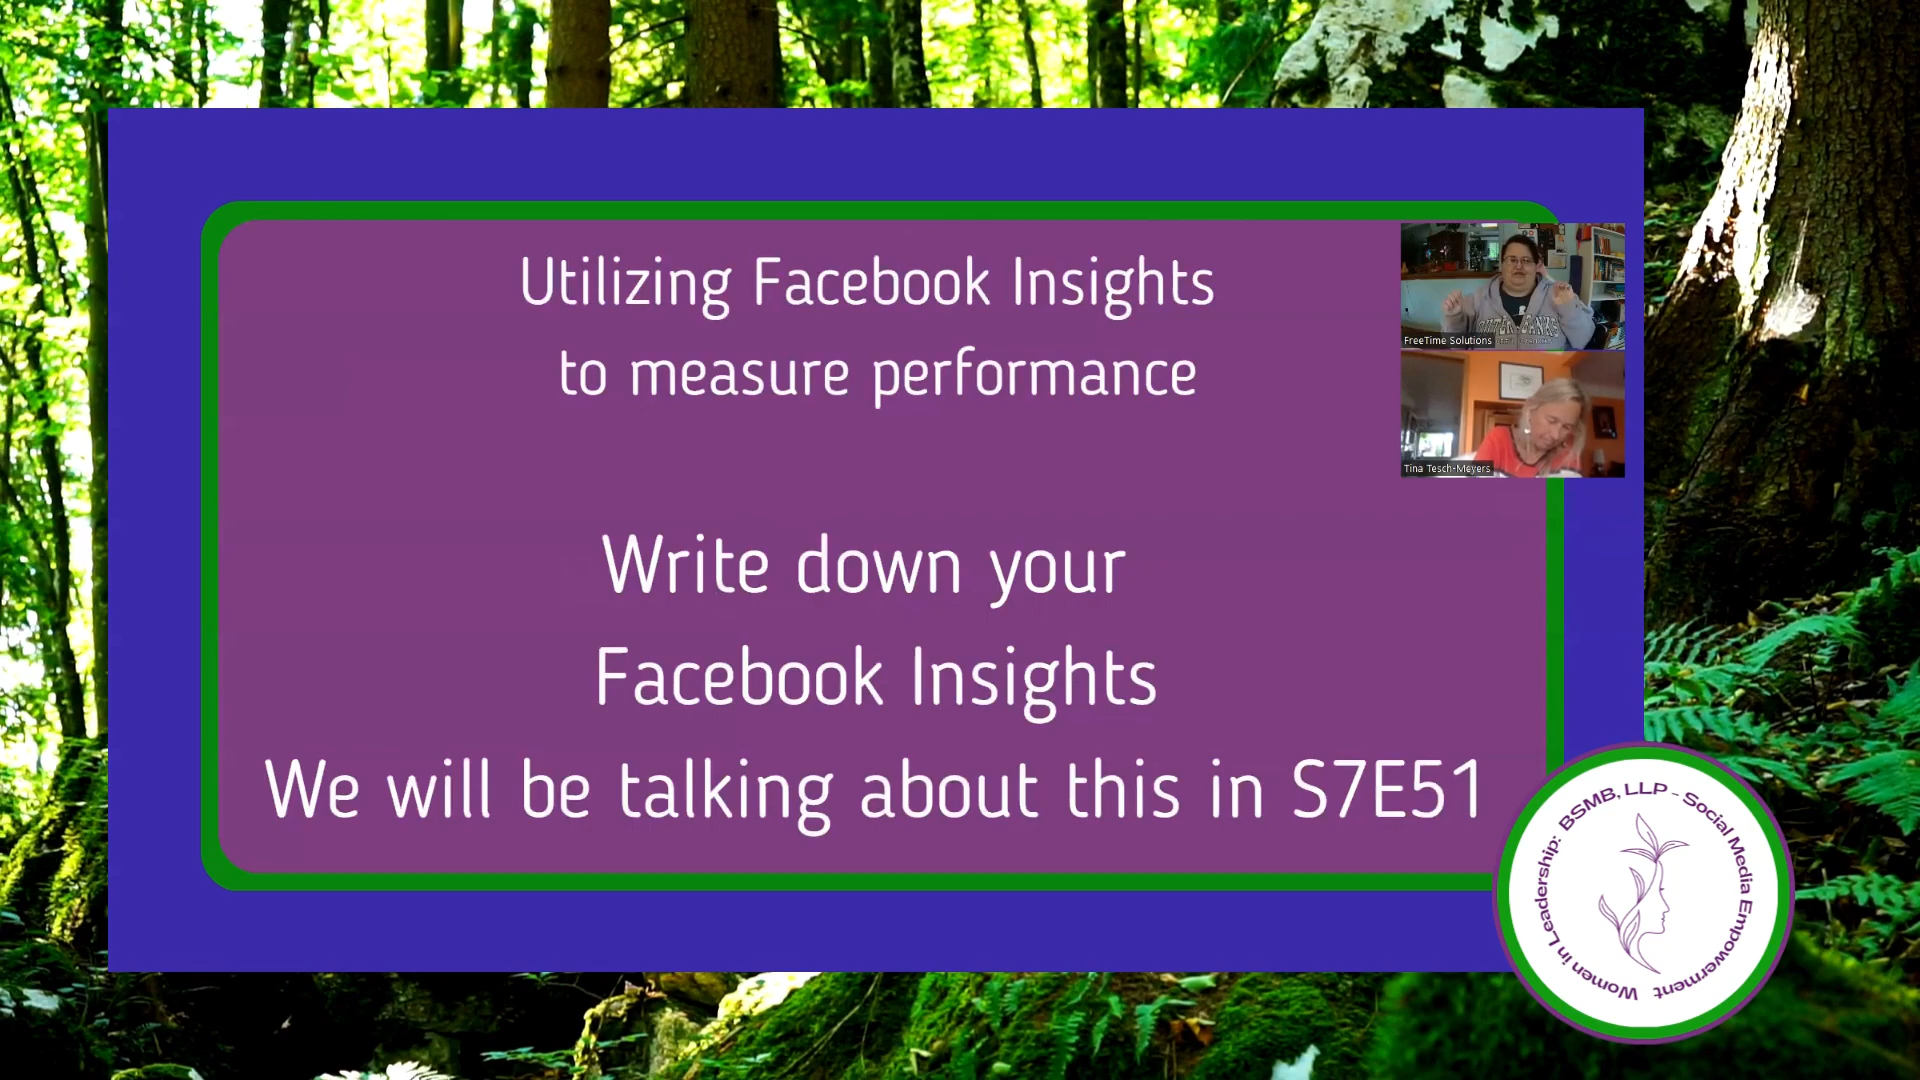 Utilizing Facebook Insights
to measure performance
Write down your
Facebook Insights
We will be talking about this in S7E51
FreeTime Solutions
Tina Tesch-Meyers
Women in Leadership: BSMB, LLP - Social Media Empowerment